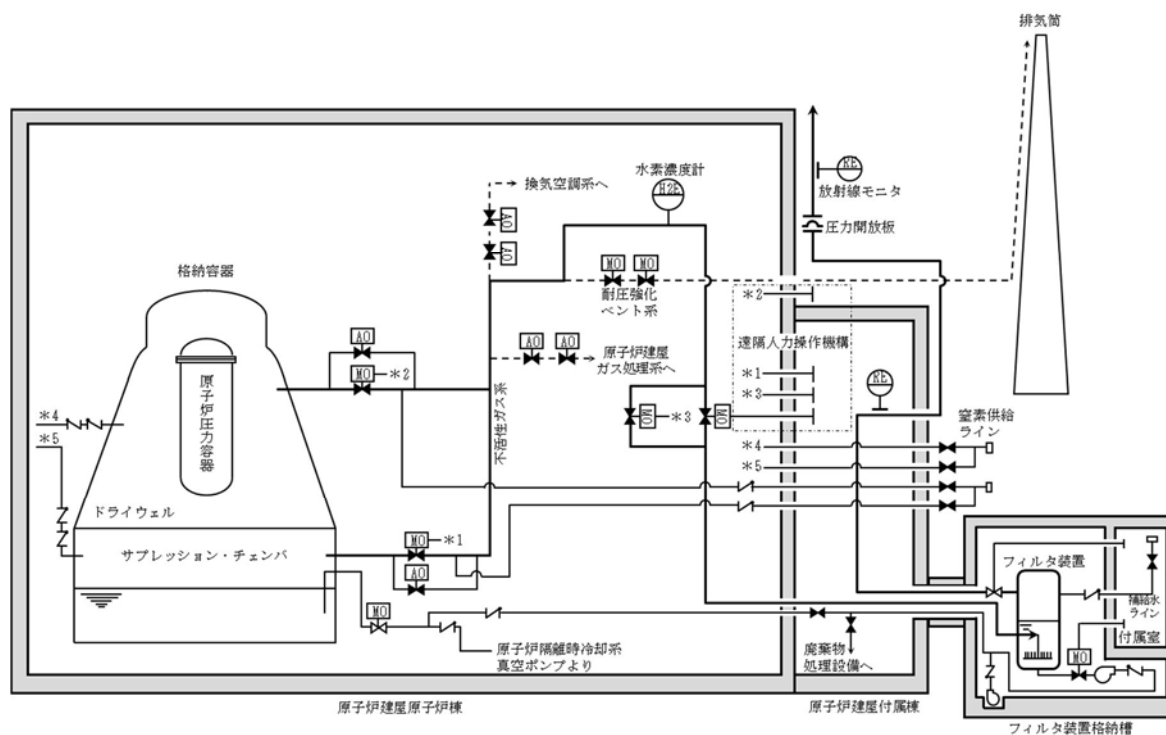 排気筒
水素濃度計
H2E
RE
放射線モニタ
圧力開放板
換気空調系へ
AO
AO
格納容器
MO
MO
耐圧強化
ベント系
*2
遠隔人力操作機構
*1
*3
AO
AO
原子炉建屋
ガス処理系へ
AO
MO
*2
原子炉圧力容器
不活性ガス系
MO
*3
MO
RE
窒素供給
ライン
*4
*5
*4
*5
ドライウェル
サプレッション・チェンバ
MO
*1
AO
MO
原子炉隔離時冷却系
真空ポンプより
廃棄物
処理設備へ
フィルタ装置
補給水
ライン
付属室
MO
原子炉建屋原子炉棟
原子炉建屋付属棟
フィルタ装置格納槽